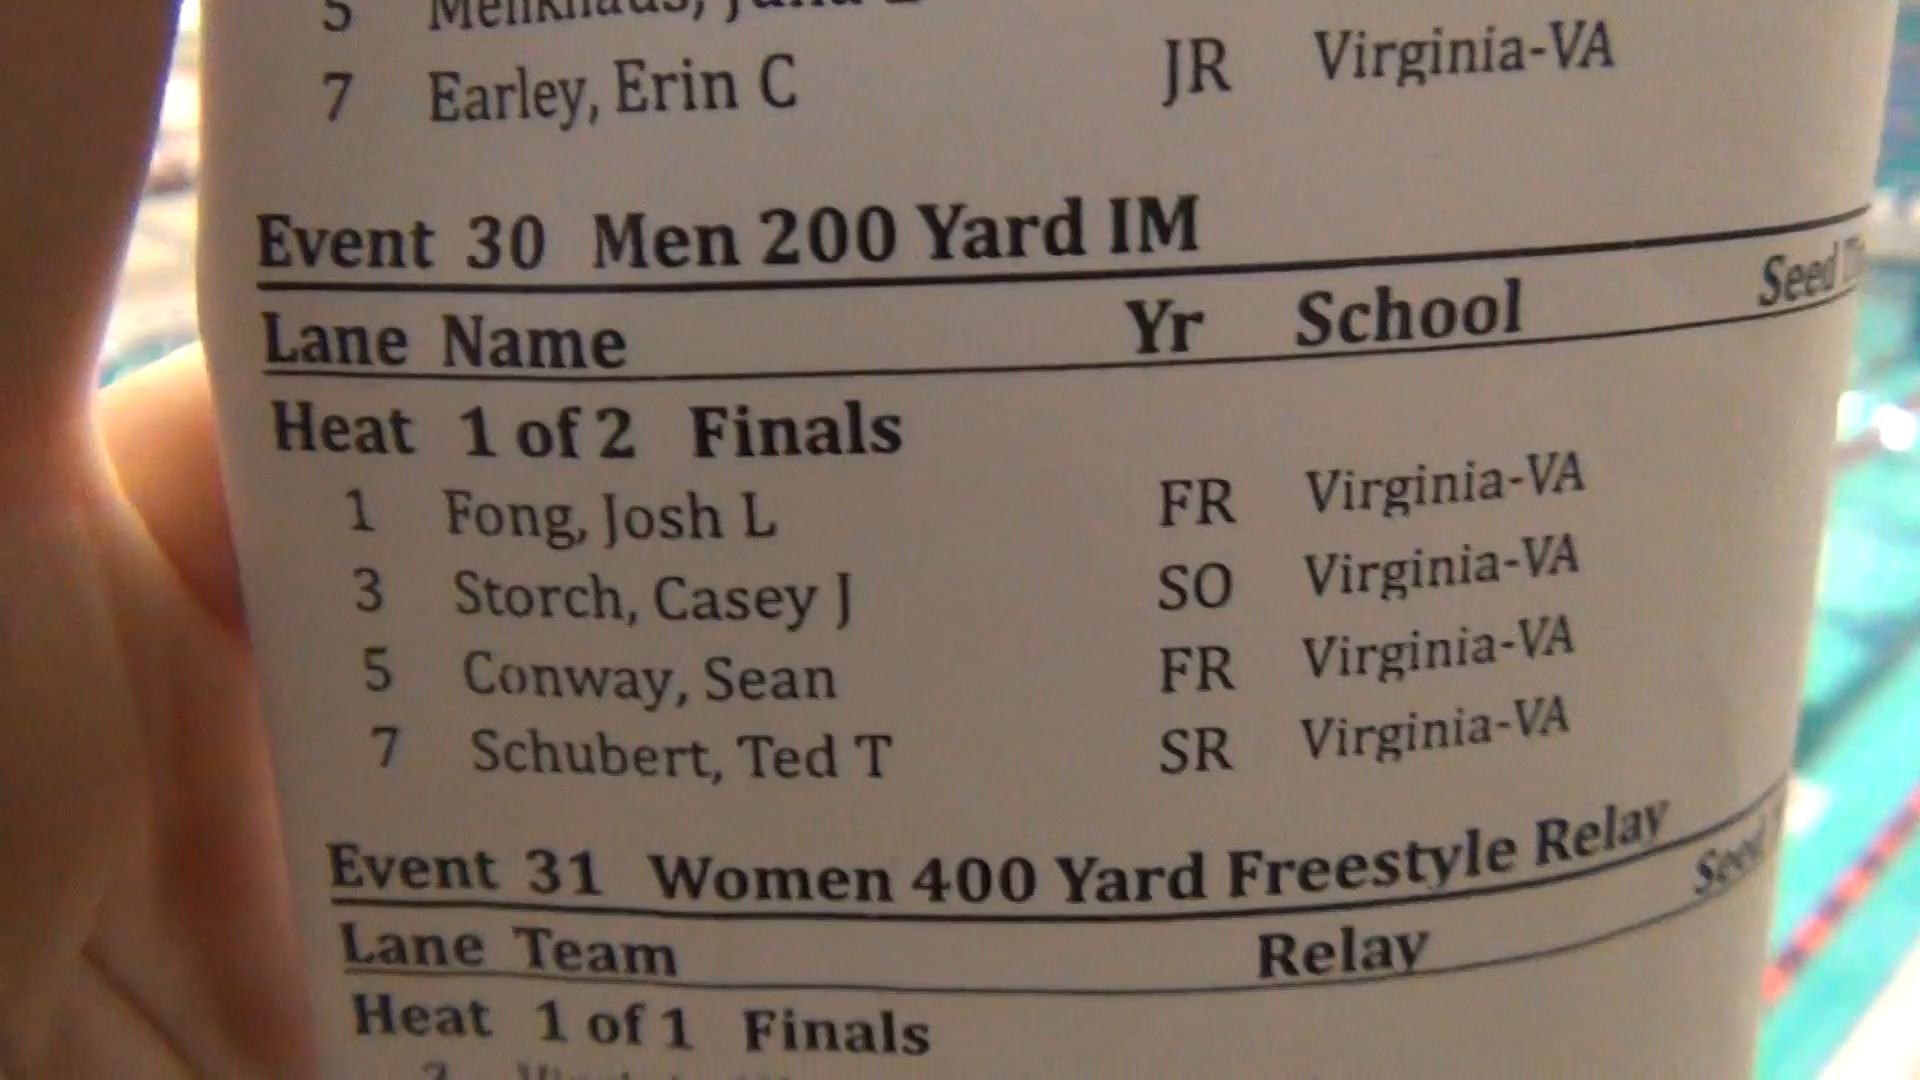 5
7 Earley, Erin C JR Virginia-VA
Event 30 Men 200 Yard IM
Lane Name Yr School Seed
Heat 1 of 2 Finals
1 Fong, Josh L FR Virginia-VA
3 Storch, Casey J SO Virginia-VA
5 Conway, Sean FR Virginia-VA
7 Schubert, Ted T SR Virginia-VA
Event 31 Women 400 Yard Freestyle Relay
Lane Team Relay Seed
Heat 1 of 1 Finals